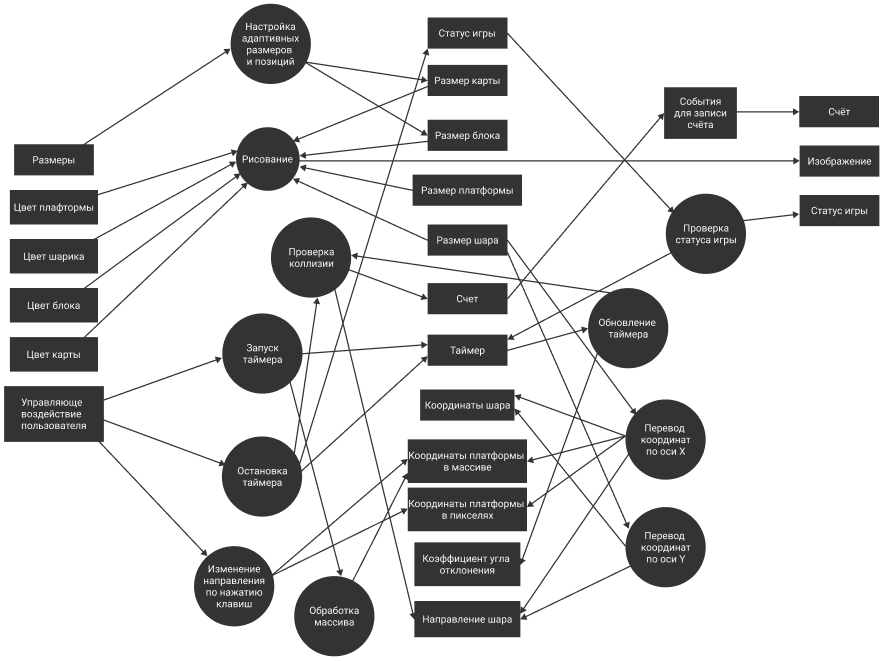 Настройка
адаптивных
размеров
и позиций
Статус игры
Размер карты
События
для записи
счёта
Счёт
Размер блока
Размеры
Рисование
Изображение
Цвет плафтормы
Размер платформы
Статус игры
Проверка
статуса игры
Цвет шарика
Проверка
коллизии
Размер шара
Цвет блока
Счет
Обновление
таймера
Цвет карты
Запуск
таймера
Таймер
Управляюще
воздействие
пользователя
Координаты шара
Перевод
координат
по оси X
Остановка
таймера
Координаты платформы
в массиве
Координаты платформы
в пикселях
Перевод
координат
по оси Y
Изменение
направления
по нажатию
клавиш
Коэффициент угла
отклонения
Обработка
массива
Направление шара